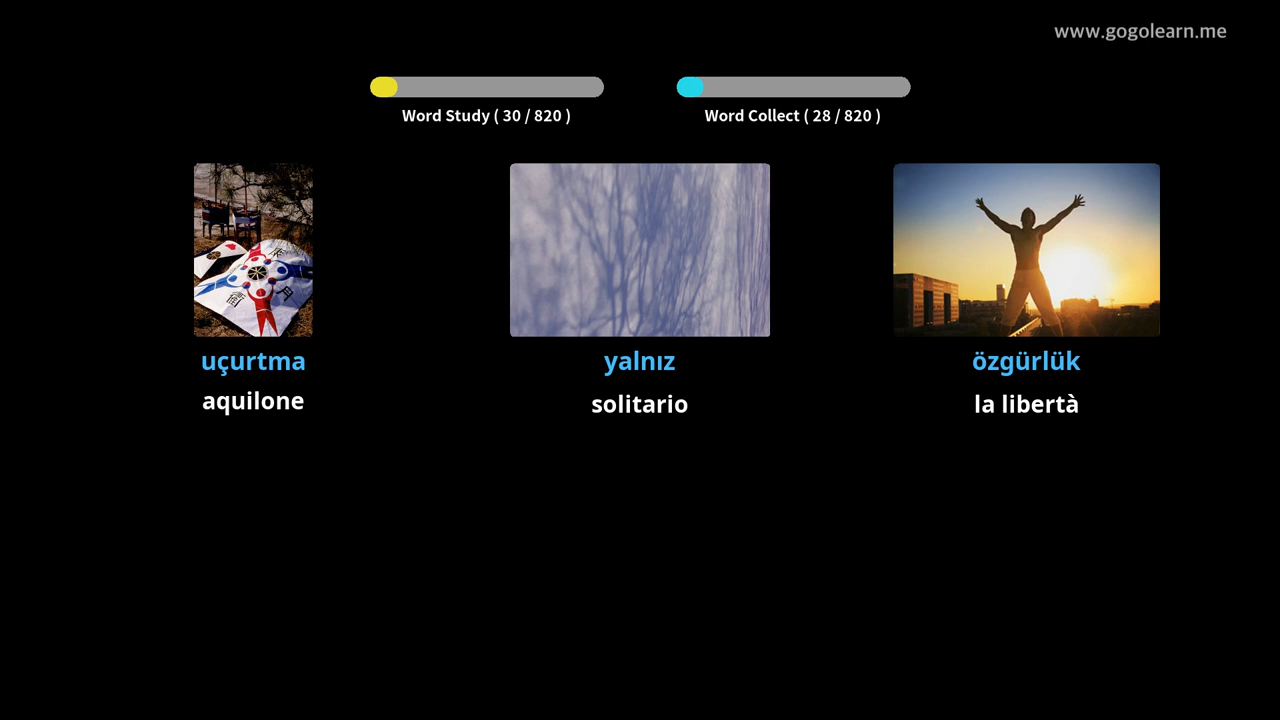 www.gogolearn.me
Word Study ( 30 / 820 )
Word Collect ( 28 / 820 )
uçurtma
aquilone
yalnız
solitario
özgürlük
la libertà